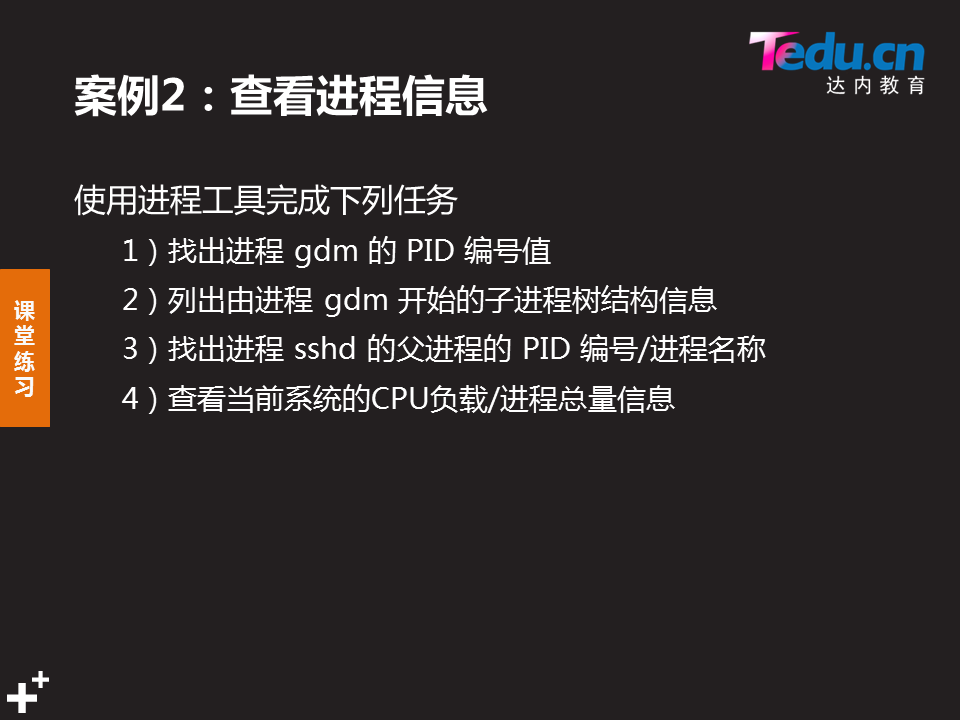 Tedu.cn
达内教育
案例2：查看进程信息
使用进程工具完成下列任务
1）找出进程 gdm 的 PID 编号值
2）列出由进程 gdm 开始的子进程树结构信息
3）找出进程 sshd 的父进程的 PID 编号/进程名称
4）查看当前系统的CPU负载/进程总量信息
课堂练习